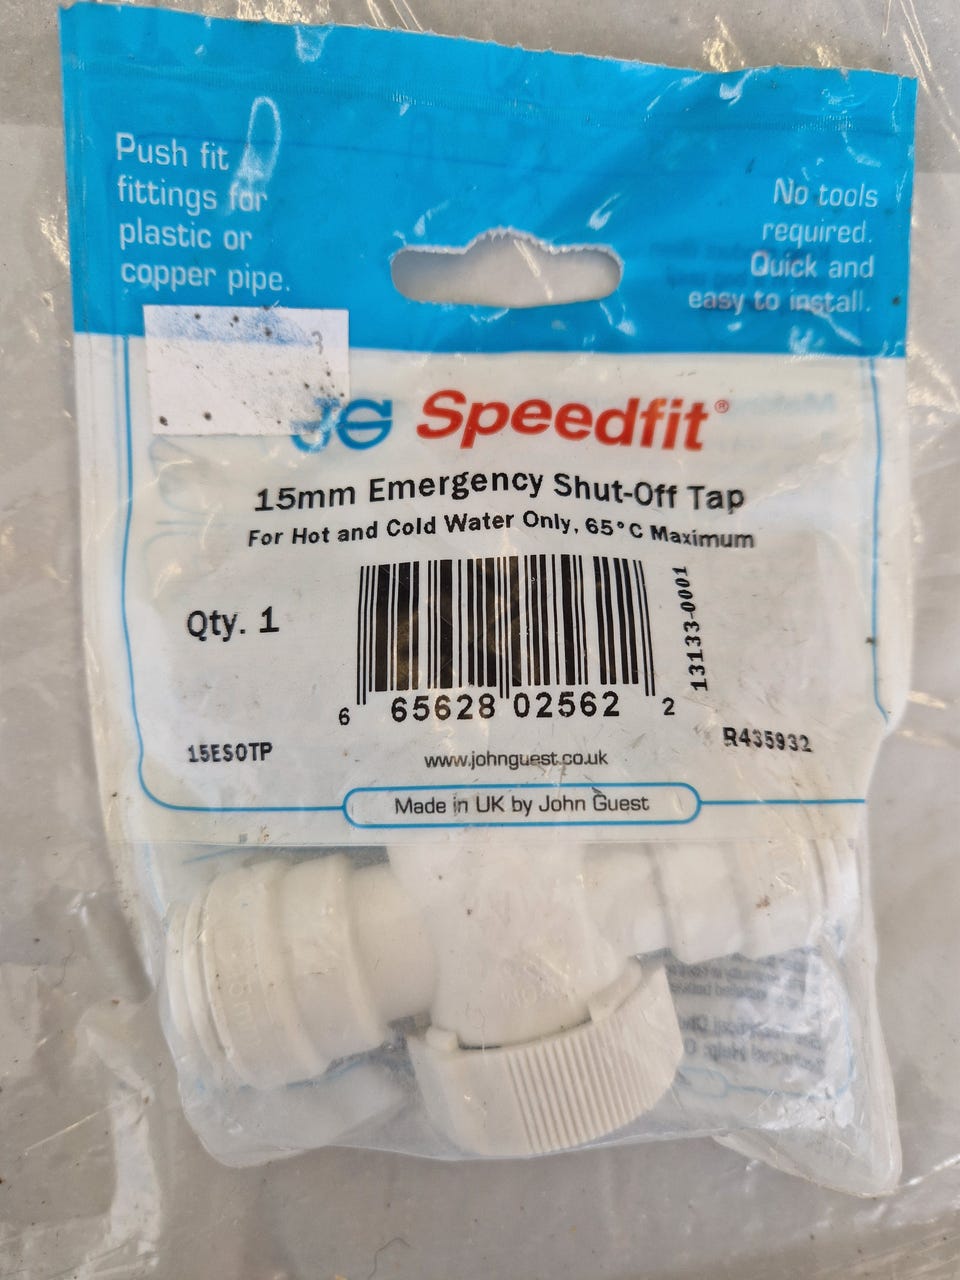 Push fit
fittings for
plastic or
copper pipe.
No tools
required.
Quick and
easy to install.
3
JG Speedfit®
15mm Emergency Shut-Off Tap
For Hot and Cold Water Only, 65°C Maximum
Qty. 1
13133-0001
6 65628 02562 2
15ESOTP
R435932
www.johnguest.co.uk
Made in UK by John Guest